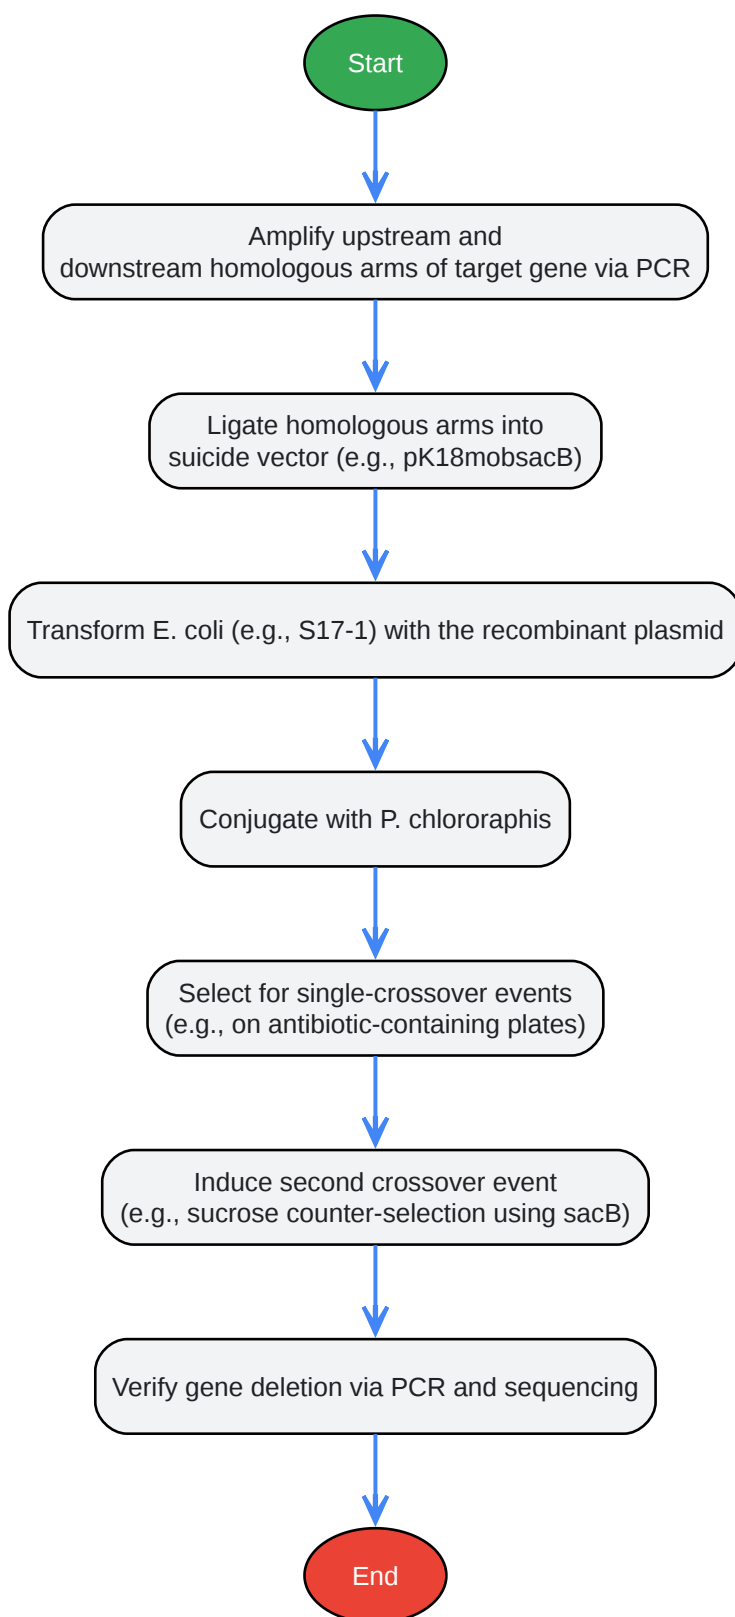 Start
Amplify upstream and
downstream homologous arms of target gene via PCR
Ligate homologous arms into
suicide vector (e.g., pK18mobsacB)
Transform E. coli (e.g., S17-1) with the recombinant plasmid
Conjugate with P. chlororaphis
Select for single-crossover events
(e.g., on antibiotic-containing plates)
Induce second crossover event
(e.g., sucrose counter-selection using sacB)
Verify gene deletion via PCR and sequencing
End